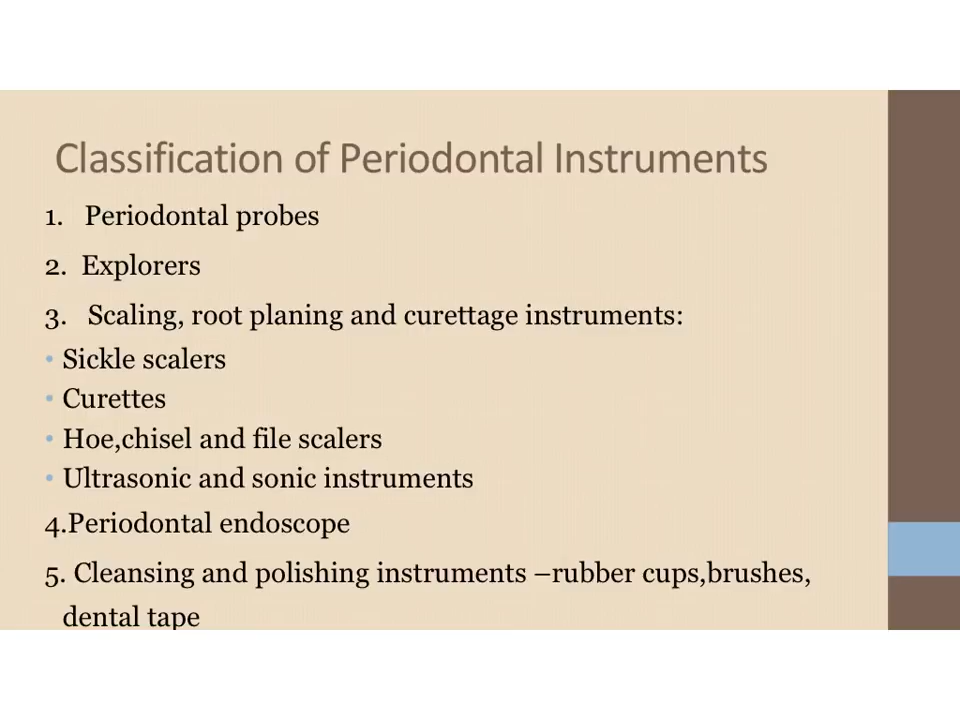 Classification of Periodontal Instruments
1. Periodontal probes
2. Explorers
3. Scaling, root planing and curettage instruments:
• Sickle scalers
• Curettes
• Hoe,chisel and file scalers
• Ultrasonic and sonic instruments
4.Periodontal endoscope
5. Cleansing and polishing instruments –rubber cups,brushes,
dental tape